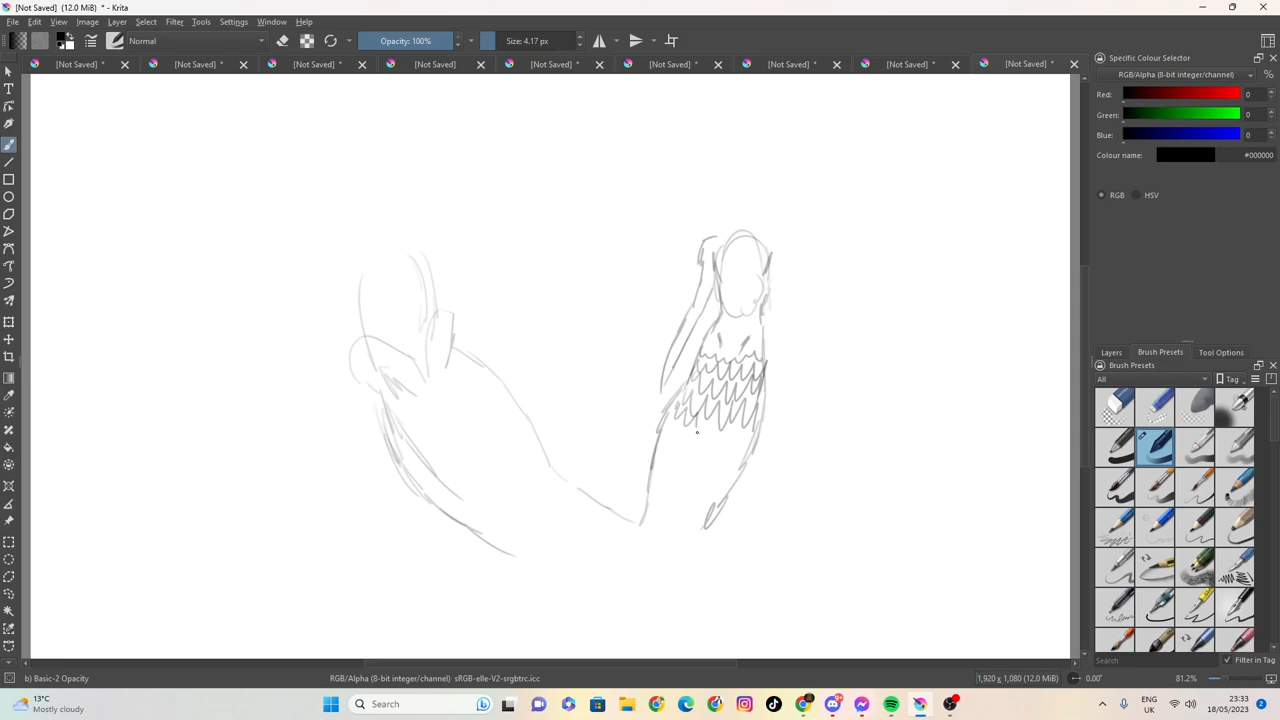 [Not Saved] (12.0 MiB) * - Krita
File Edit View Image Layer Select Filter Tools Settings Window Help
Normal Opacity: 100% Size: 4.17 px
[Not Saved] * [Not Saved] * [Not Saved] * [Not Saved] [Not Saved] * [Not Saved] * [Not Saved] * [Not Saved] * [Not Saved] *
Specific Colour Selector
RGB/Alpha (8-bit integer/channel) %
Red: 0
Green: 0
Blue: 0
Colour name: #000000
RGB HSV
Layers Brush Presets Tool Options
Brush Presets
All Tag
Search Filter in Tag
b) Basic-2 Opacity RGB/Alpha (8-bit integer/channel) sRGB-elle-V2-srgbtrc.icc 1,920 x 1,080 (12.0 MiB) 0.00° 81.2%
13°C
Mostly cloudy
Search
ENG
UK
23:33
18/05/2023